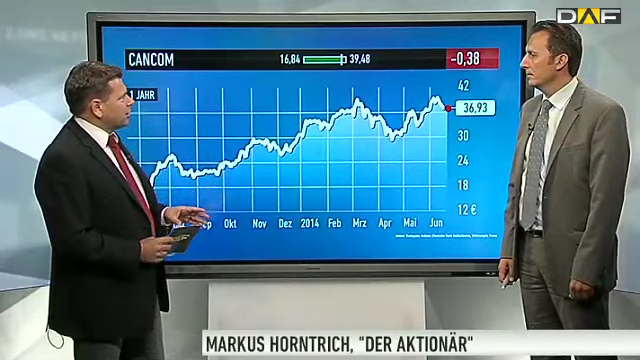 DAF
CANCOM 16,84 39,48 -0,38
1 JAHR
42
36,93
30
24
18
12 €
Okt Nov Dez 2014 Feb Mrz Apr Mai Jun
MARKUS HORNTRICH, "DER AKTIONÄR"